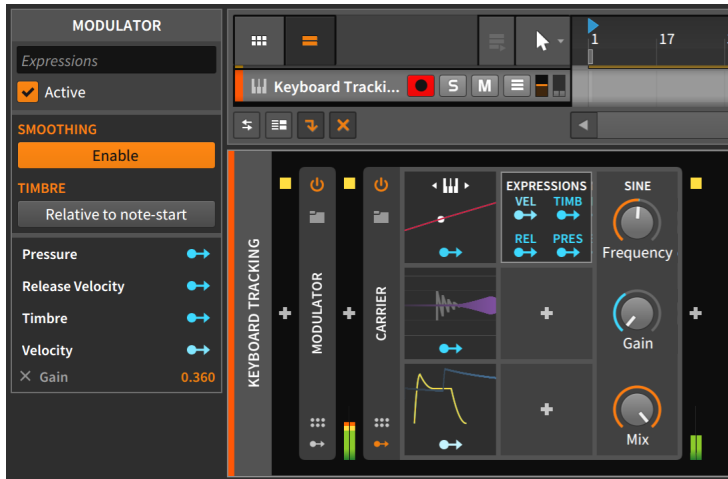 MODULATOR
Expressions
Active
SMOOTHING
Enable
TIMBRE
Relative to note-start
Pressure
Release Velocity
Timbre
Velocity
Gain 0.360
1 17
Keyboard Tracki... S M
KEYBOARD TRACKING
MODULATOR
CARRIER
EXPRESSIONS
VEL TIMB
REL PRES
SINE
Frequency
Gain
Mix